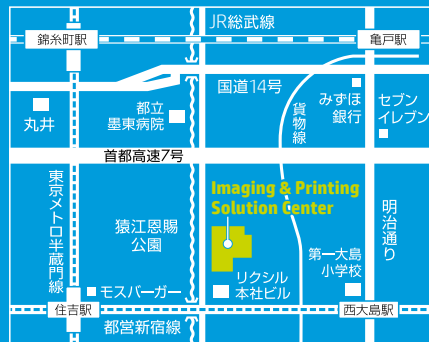 JR総武線
錦糸町駅
亀戸駅
国道14号
丸井
都立
墨東病院
貨物線
みずほ
銀行
セブン
イレブン
首都高速7号
東京メトロ半蔵門線
猿江恩賜
公園
Imaging & Printing
Solution Center
明治通り
第一大島
小学校
モスバーガー
リクシル
本社ビル
住吉駅
西大島駅
都営新宿線